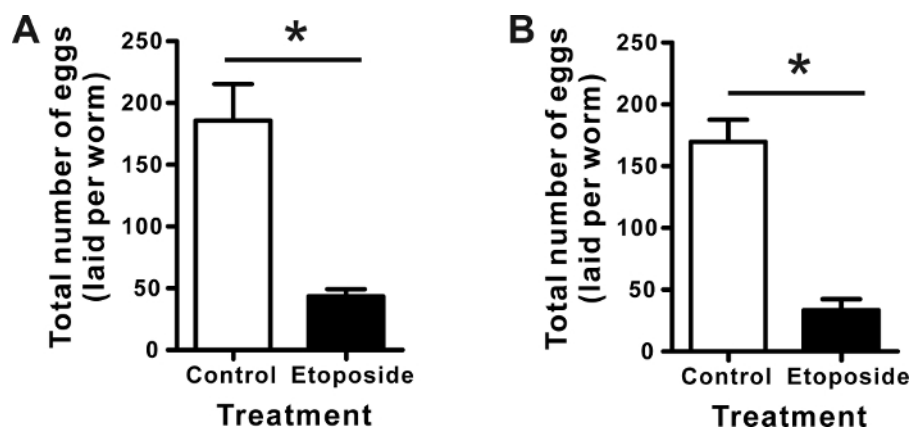 A
Total number of eggs
(laid per worm)
250
200
150
100
50
0
*
Control Etoposide
Treatment
B
Total number of eggs
(laid per worm)
250
200
150
100
50
0
*
Control Etoposide
Treatment